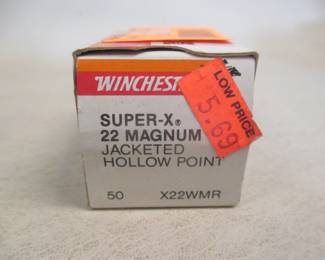 WINCHEST
LOW PRICE
5.69
SUPER-X®
22 MAGNUM
JACKETED
HOLLOW POINT
50 X22WMR